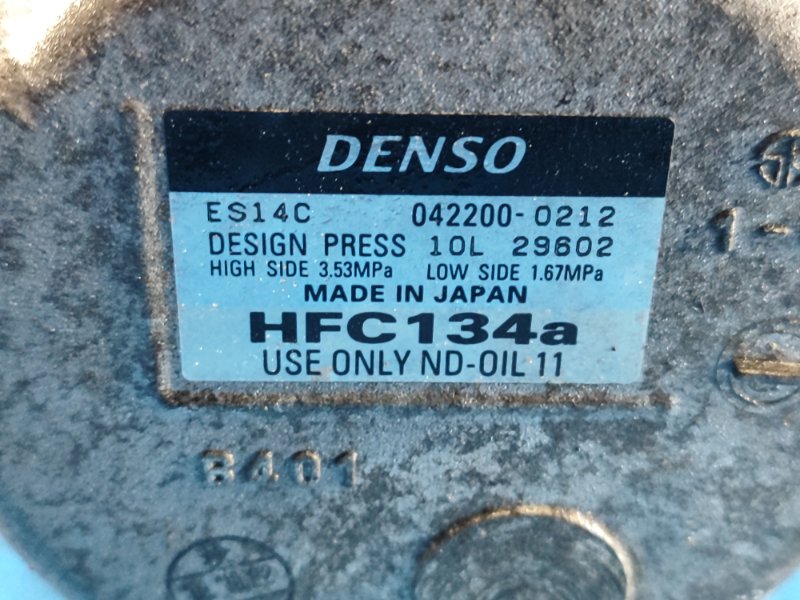 DENSO
ES14C 042200-0212
DESIGN PRESS 10L 29602
HIGH SIDE 3.53MPa LOW SIDE 1.67MPa
MADE IN JAPAN
HFC134a
USE ONLY ND-OIL 11
B401